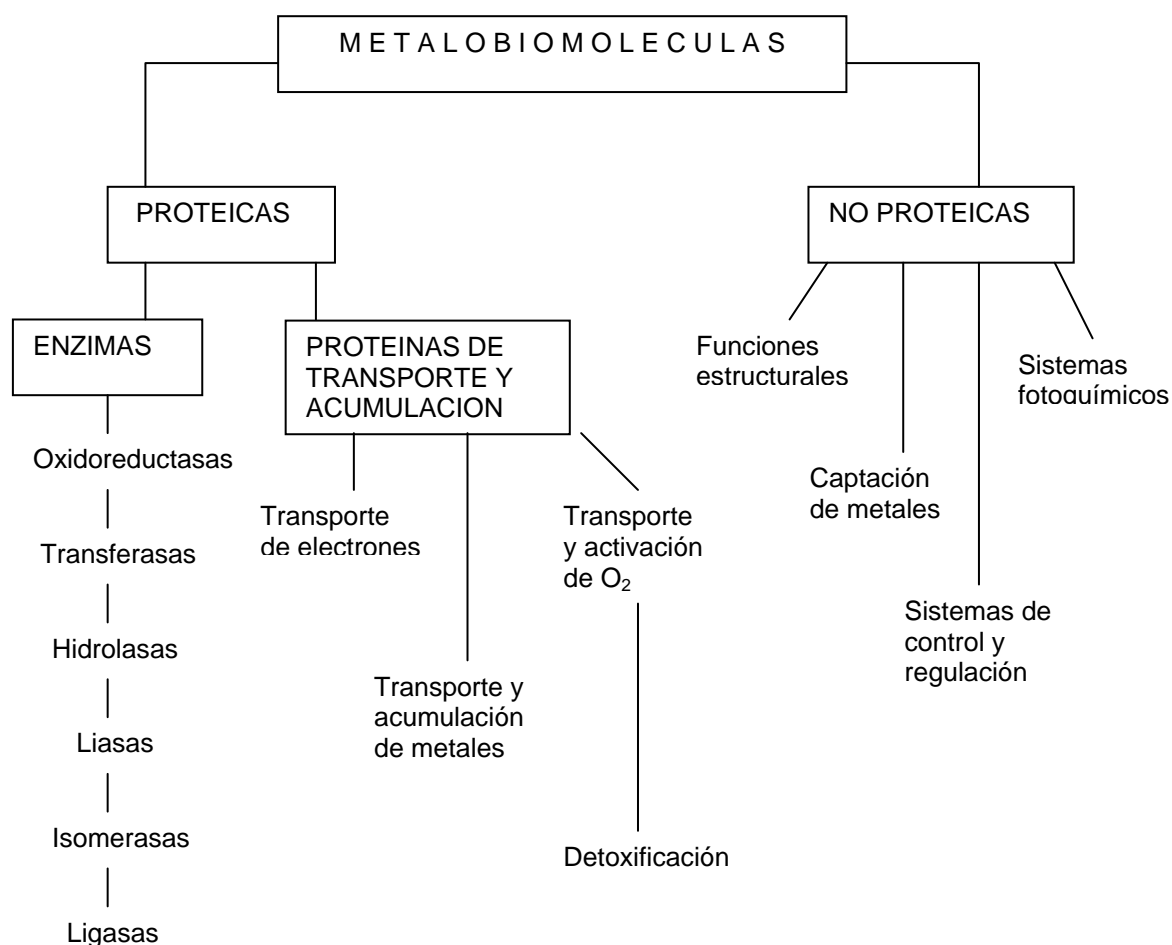 METALOBIOMOLECULAS
PROTEICAS
NO PROTEICAS
ENZIMAS
PROTEINAS DE
TRANSPORTE Y
ACUMULACION
Funciones
estructurales
Sistemas
fotoquímicos
Oxidoreductasas
Captación
de metales
Transporte
de electrones
Transporte
y activación
de O₂
Transferasas
Sistemas de
control y
regulación
Hidrolasas
Transporte y
acumulación
de metales
Liasas
Isomerasas
Detoxificación
Ligasas